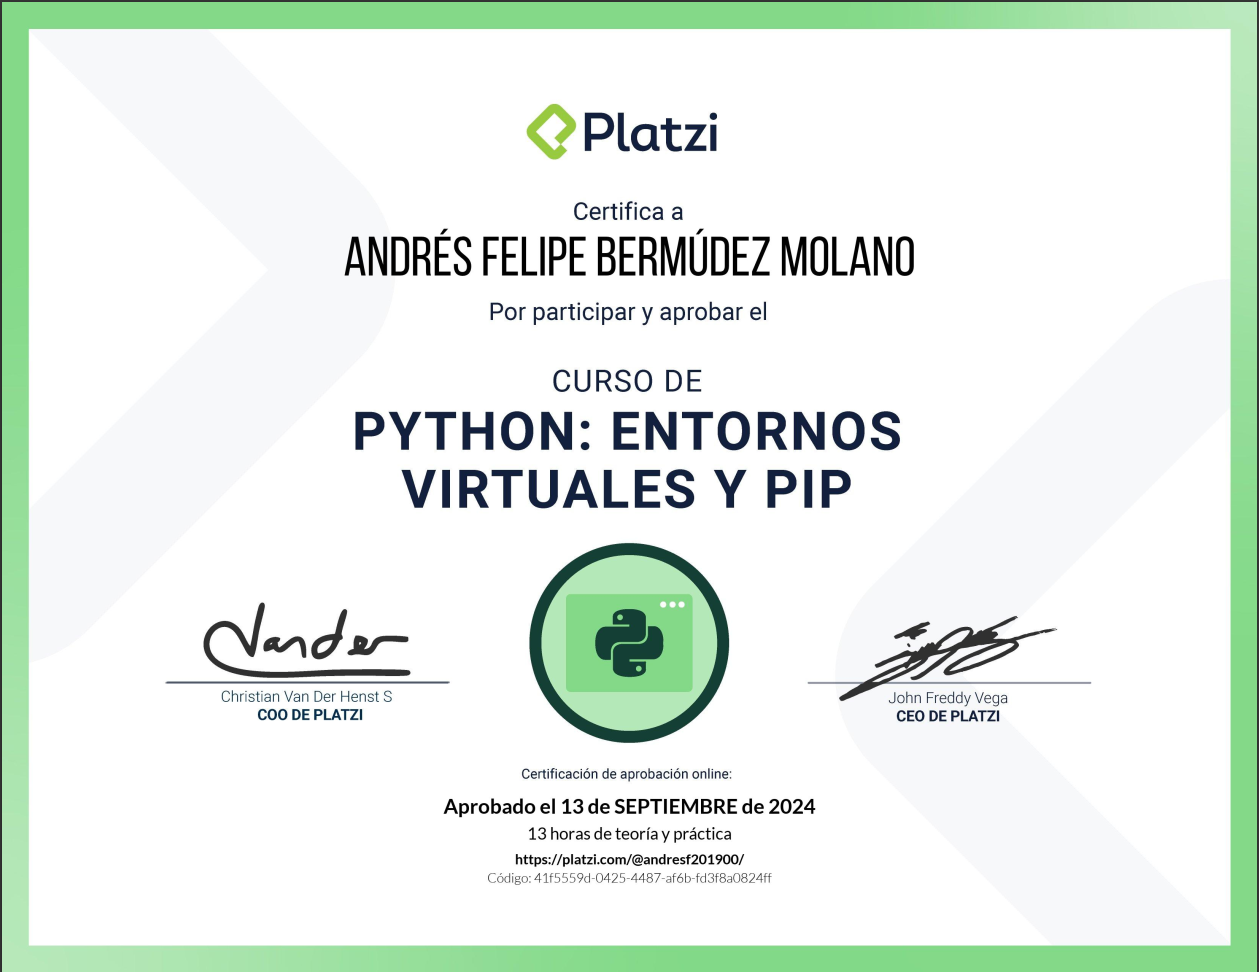 Platzi
Certifica a
ANDRÉS FELIPE BERMÚDEZ MOLANO
Por participar y aprobar el
CURSO DE
PYTHON: ENTORNOS
VIRTUALES Y PIP
Vander
Christian Van Der Henst S
COO DE PLATZI
John Freddy Vega
CEO DE PLATZI
Certificación de aprobación online:
Aprobado el 13 de SEPTIEMBRE de 2024
13 horas de teoría y práctica
https://platzi.com/@andresf201900/
Código: 41f5559d-0425-4487-af6b-fd3f8a0824ff